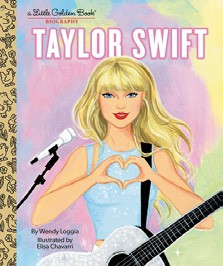 a Little Golden Book®
BIOGRAPHY
TAYLOR SWIFT
By Wendy Loggia
Illustrated by
Elisa Chavarri